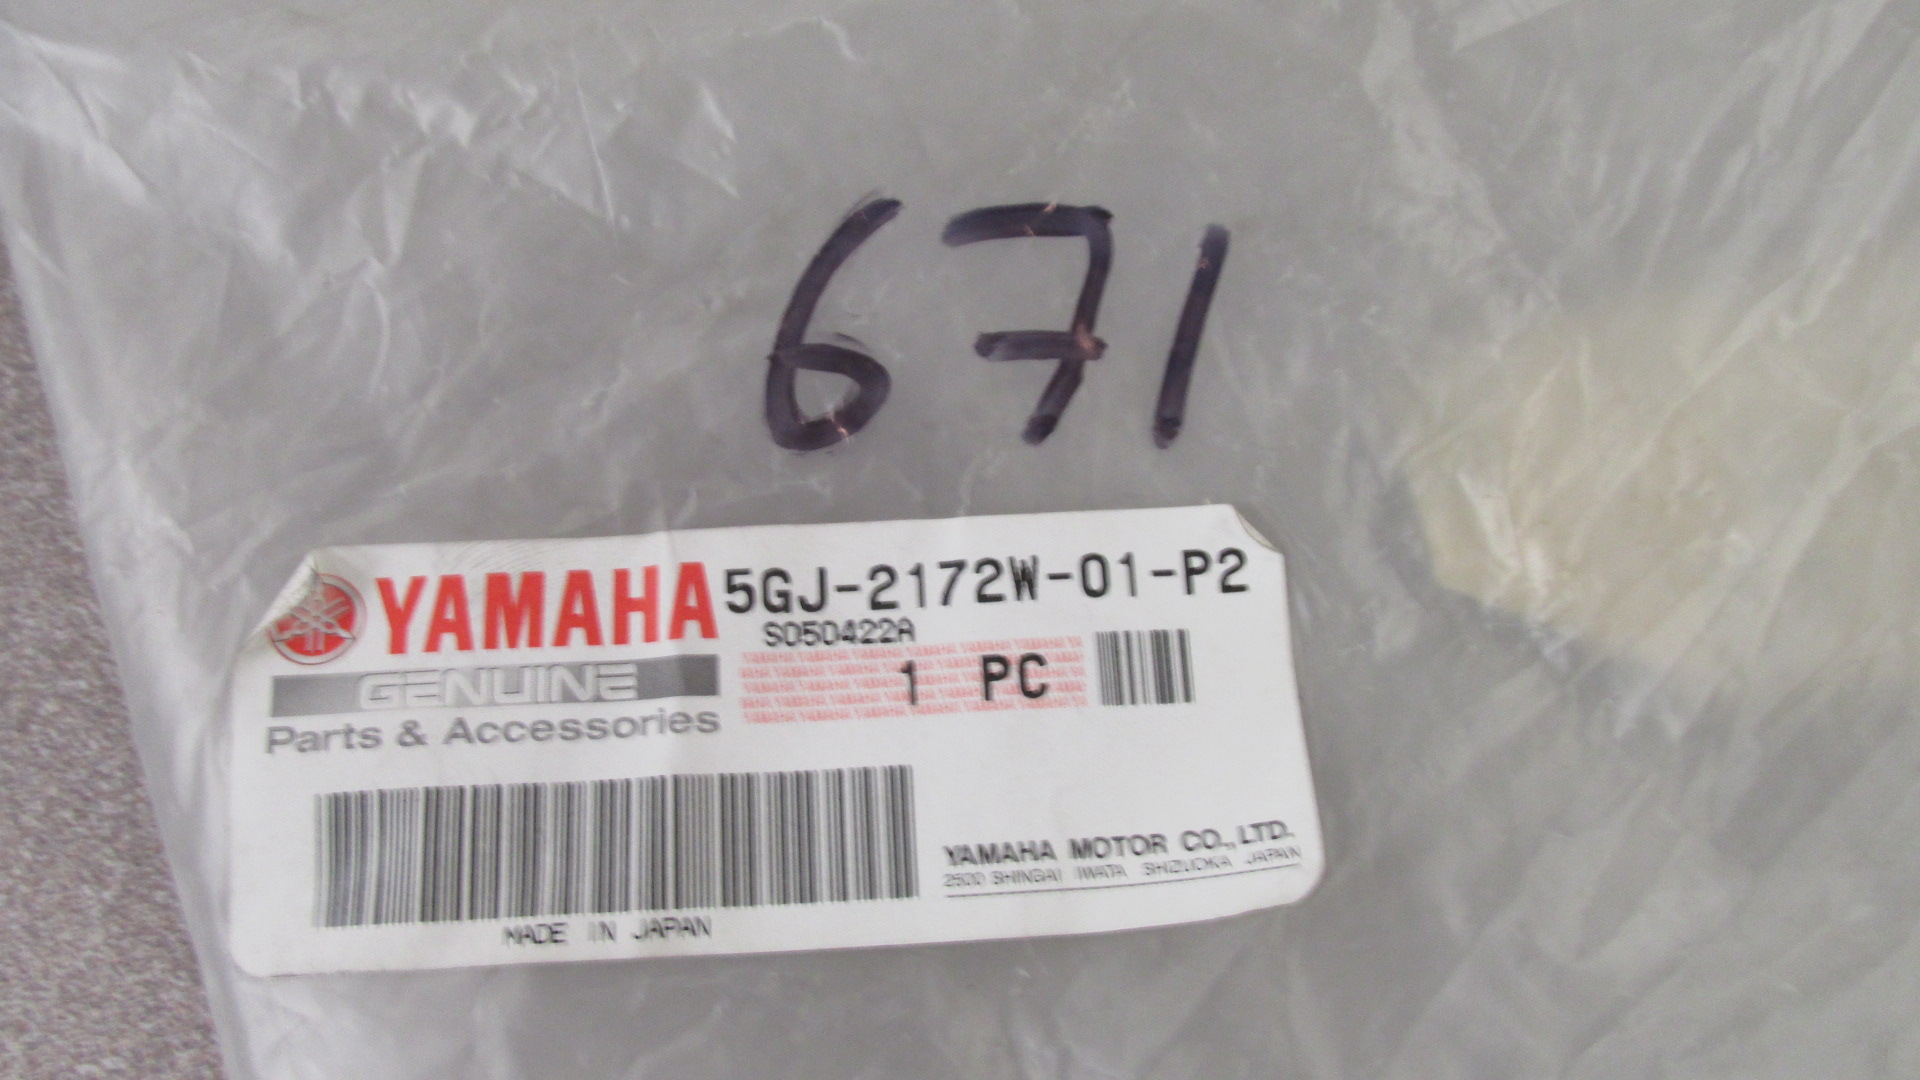 671
YAMAHA 5GJ-2172W-01-P2
S050422A
GENUINE
1 PC
Parts & Accessories
YAMAHA MOTOR CO., LTD.
2500 SHINGAI IWATA SHIZUOKA JAPAN
MADE IN JAPAN